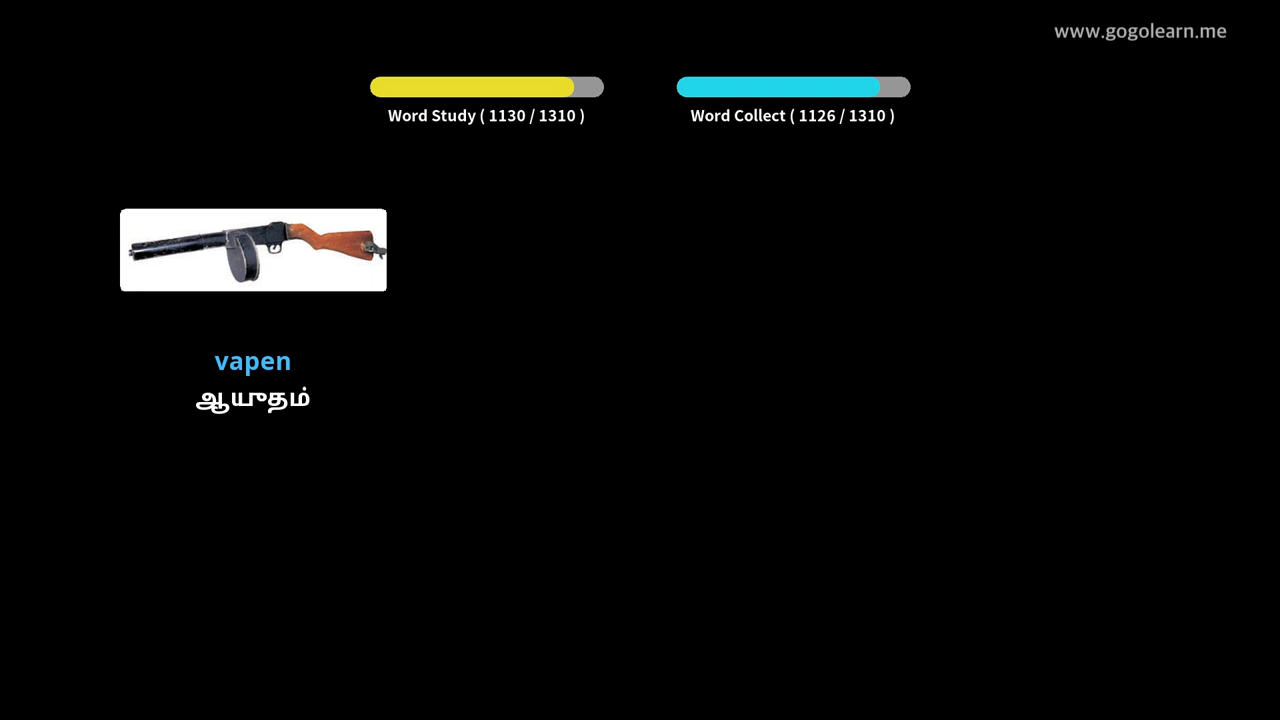 www.gogolearn.me
Word Study ( 1130 / 1310 )
Word Collect ( 1126 / 1310 )
vapen
ஆயுதம்